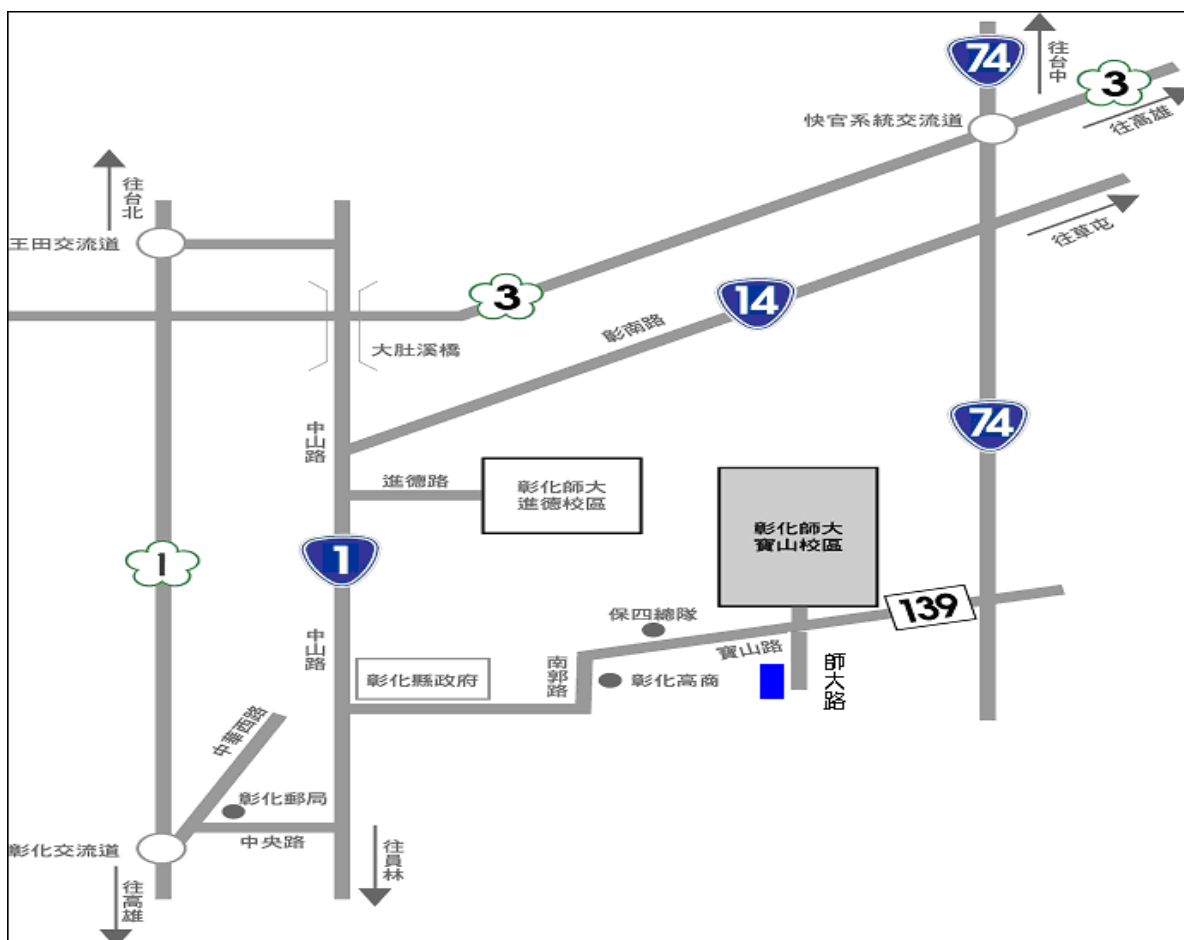 74
往台中
3
往高雄
快官系統交流道
往台北
王田交流道
往草屯
3
14
彰南路
大肚溪橋
74
中山路
進德路
彰化師大
進德校區
彰化師大
寶山校區
1
1
139
保四總隊
寶山路
中山路
南郭路
師大路
彰化縣政府
彰化高商
中華西路
彰化郵局
中央路
往員林
彰化交流道
往高雄